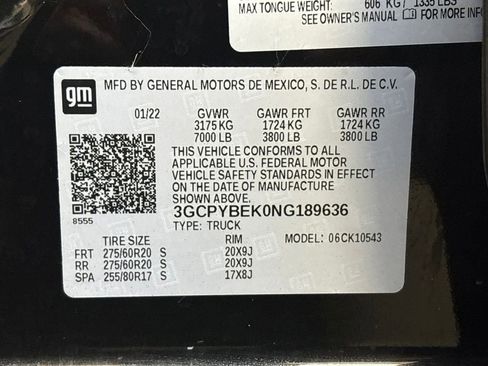 MAX TONGUE WEIGHT: 606 KG / 1335 LBS
SEE OWNER'S MANUAL FOR MORE INFO
gm
MFD BY GENERAL MOTORS DE MEXICO, S. DE R.L. DE C.V.
01/22 GVWR GAWR FRT GAWR RR
3175 KG 1724 KG 1724 KG
7000 LB 3800 LB 3800 LB
THIS VEHICLE CONFORMS TO ALL
APPLICABLE U.S. FEDERAL MOTOR
VEHICLE SAFETY, BUMPER, AND THEFT
PREVENTION STANDARDS IN
EFFECT ON THE DATE OF MANUFACTURE
SHOWN ABOVE.
8555
3GCPYBEK0NG189636
TYPE: TRUCK
TIRE SIZE RIM MODEL: 06CK10543
FRT 275/60R20 S 20X9J
RR 275/60R20 S 20X9J
SPA 255/80R17 S 17X8J